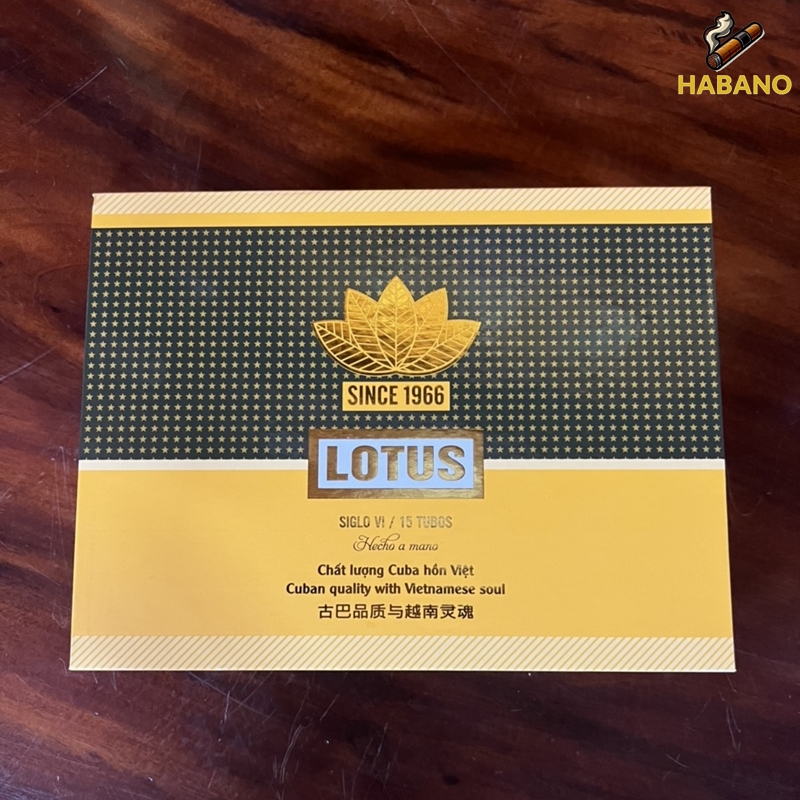 HABANO
SINCE 1966
LOTUS
SIGLO VI / 15 TUBOS
Hecho a mano
Chất lượng Cuba hồn Việt
Cuban quality with Vietnamese soul
古巴品质与越南灵魂